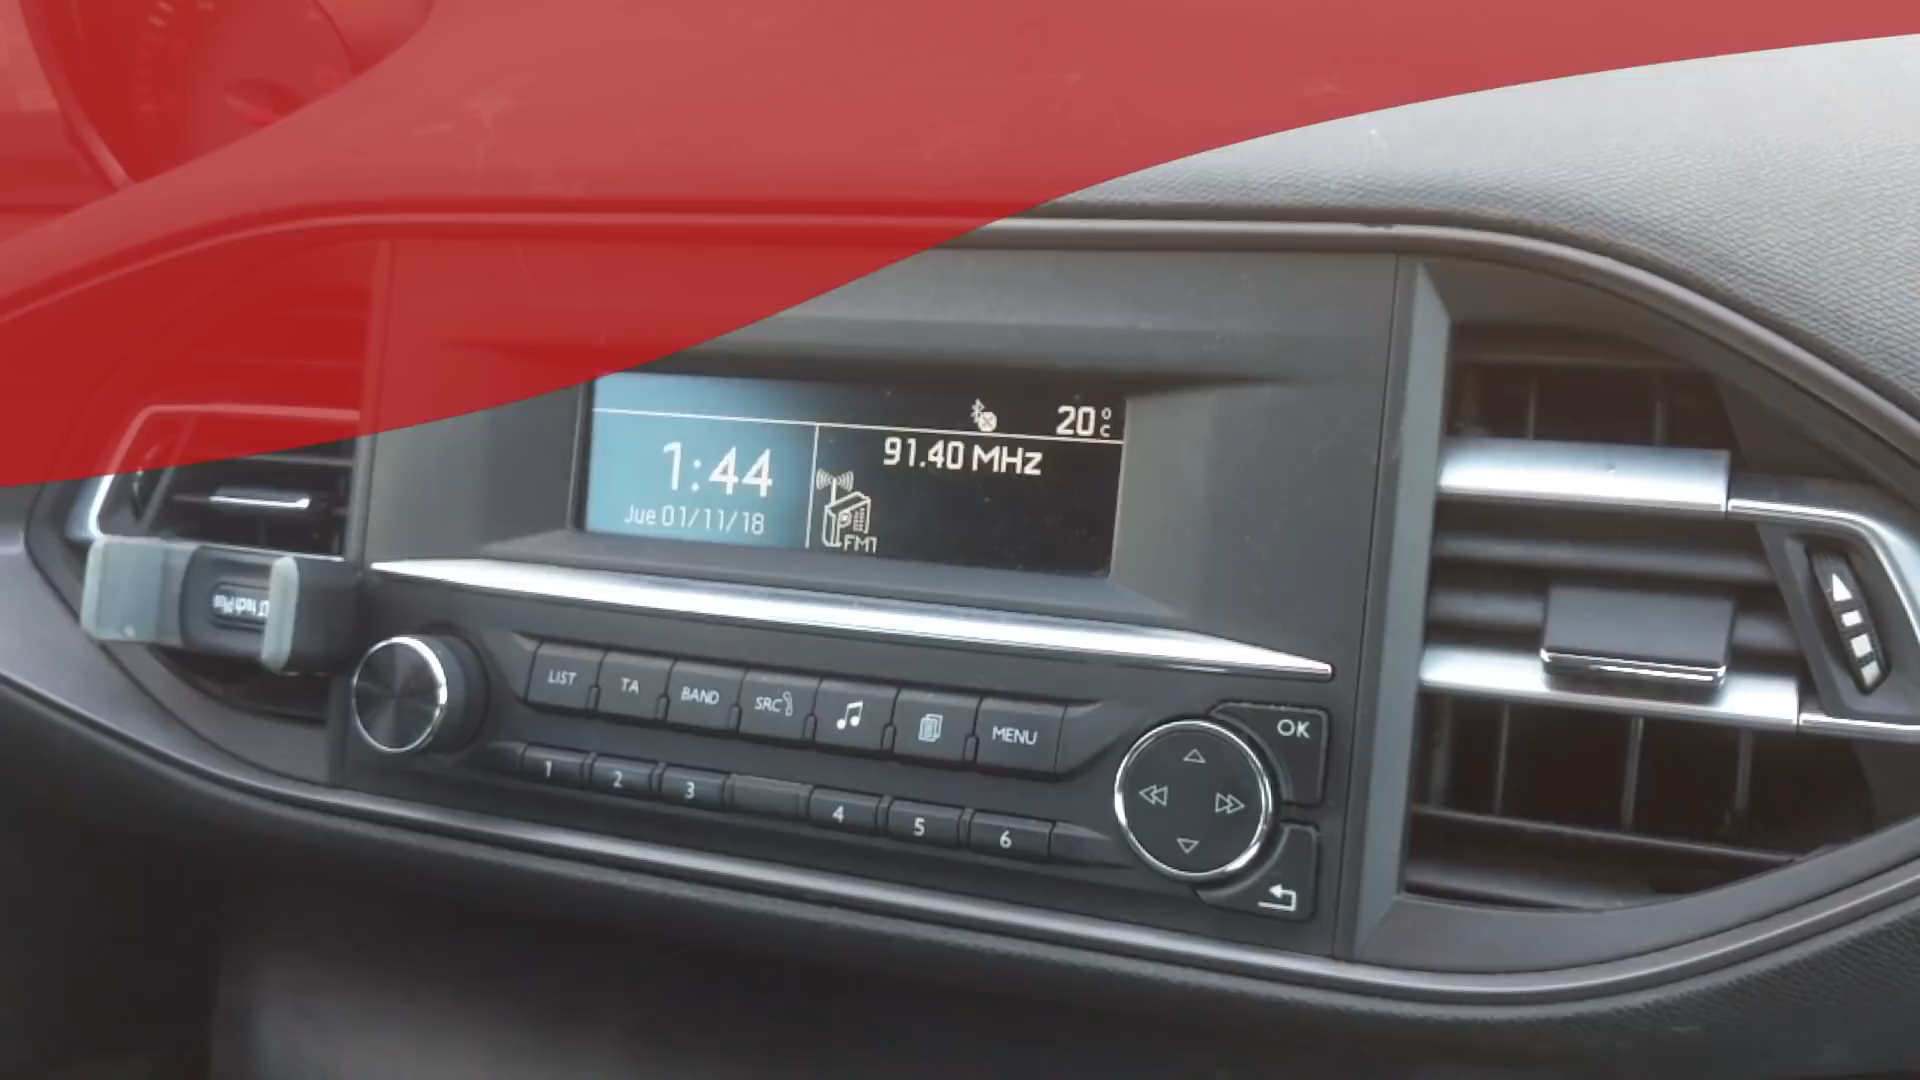 20°C
1:44
91.40 MHz
Jue 01/11/18
FM1
LIST
TA
BAND
SRC
MENU
OK
1
2
3
4
5
6